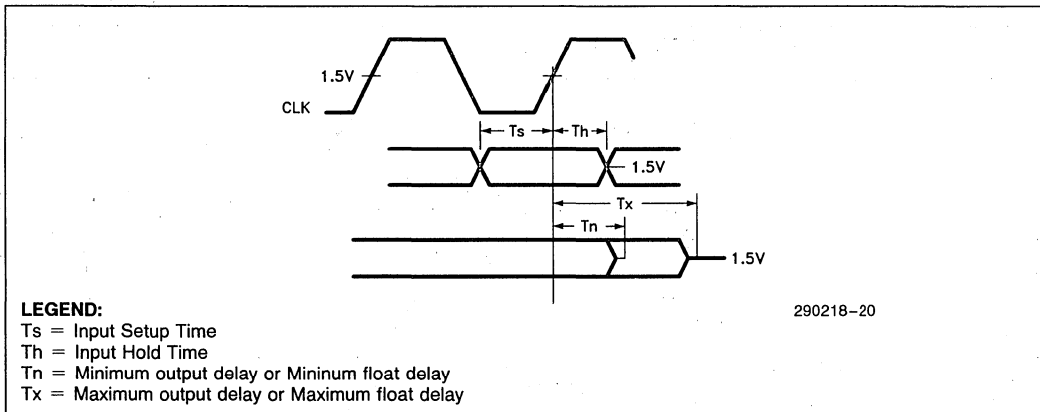 1.5V
CLK
Ts
Th
1.5V
Tx
Tn
1.5V
LEGEND:
290218-20
Ts = Input Setup Time
Th = Input Hold Time
Tn = Minimum output delay or Mininum float delay
Tx = Maximum output delay or Maximum float delay